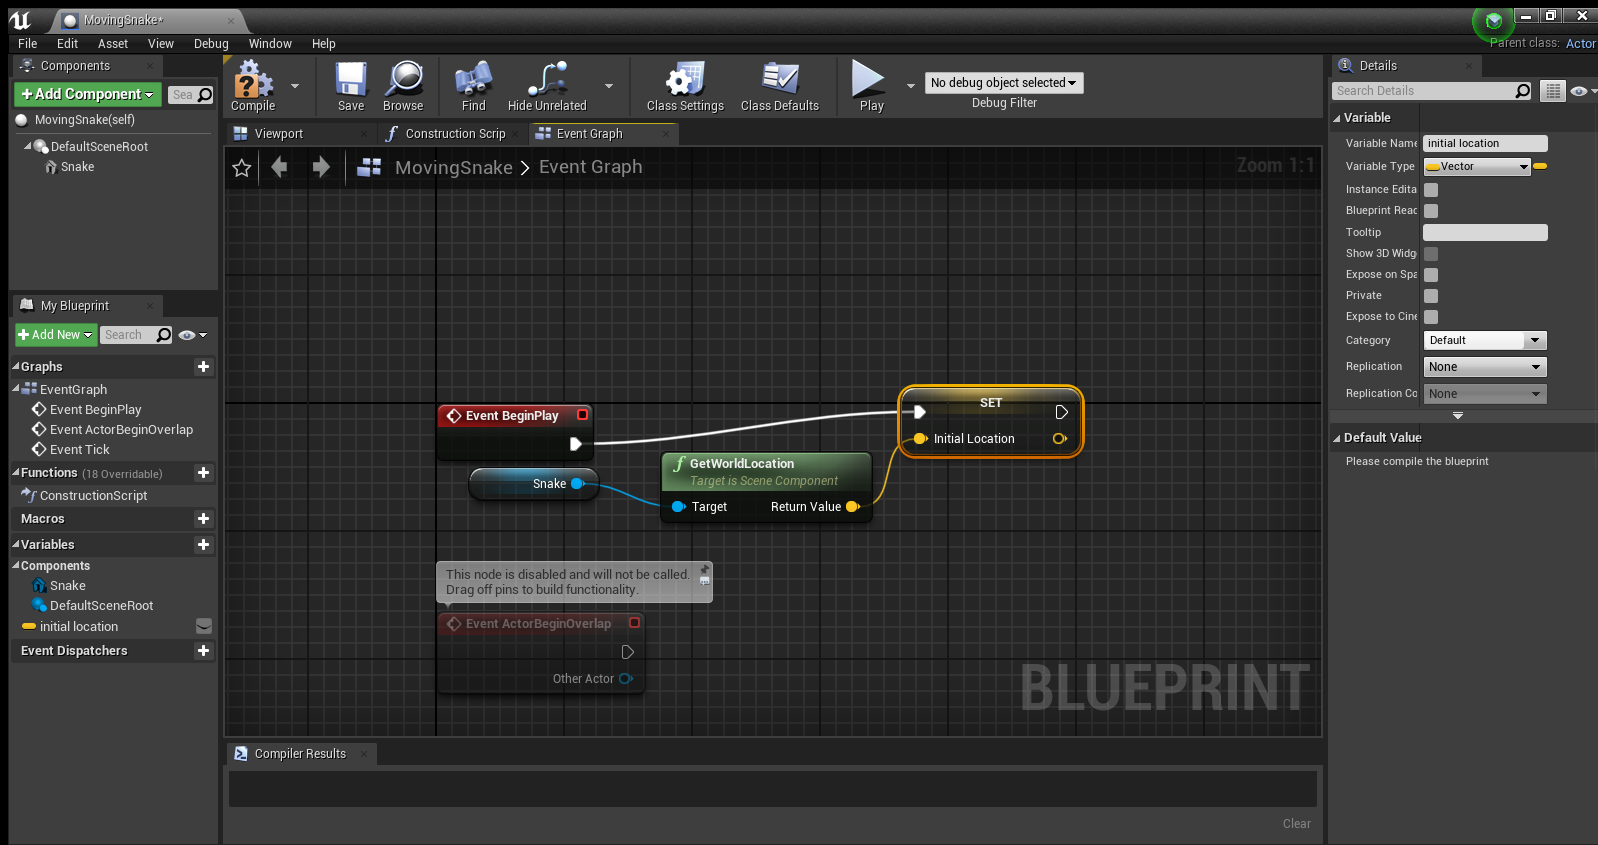 MovingSnake*
File Edit Asset View Debug Window Help
Parent class: Actor
Components
+ Add Component
Sea
MovingSnake(self)
DefaultSceneRoot
Snake
My Blueprint
+ Add New
Search
Graphs
EventGraph
Event BeginPlay
Event ActorBeginOverlap
Event Tick
Functions (18 Overridable)
ConstructionScript
Macros
Variables
Components
Snake
DefaultSceneRoot
initial location
Event Dispatchers
Compile Save Browse Find Hide Unrelated Class Settings Class Defaults Play
No debug object selected
Debug Filter
Viewport Construction Scrip Event Graph
MovingSnake > Event Graph
Zoom 1:1
Event BeginPlay
Snake
GetWorldLocation
Target is Scene Component
Target Return Value
SET
Initial Location
This node is disabled and will not be called.
Drag off pins to build functionality.
Event ActorBeginOverlap
Other Actor
BLUEPRINT
Compiler Results
Clear
Details
Search Details
Variable
Variable Name initial location
Variable Type Vector
Instance Edita
Blueprint Read
Tooltip
Show 3D Widg
Expose on Spa
Private
Expose to Cine
Category Default
Replication None
Replication Co None
Default Value
Please compile the blueprint